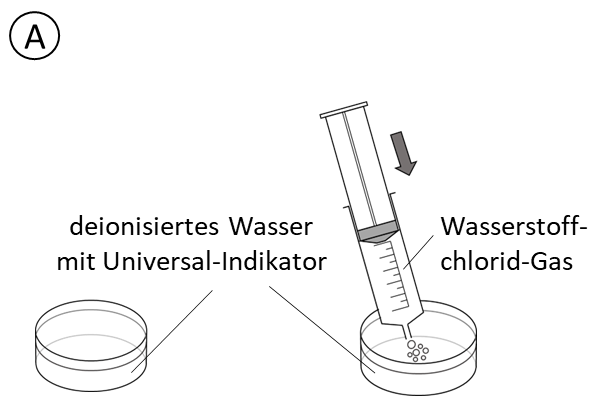 A
deionisiertes Wasser
mit Universal-Indikator
Wasserstoff-
chlorid-Gas